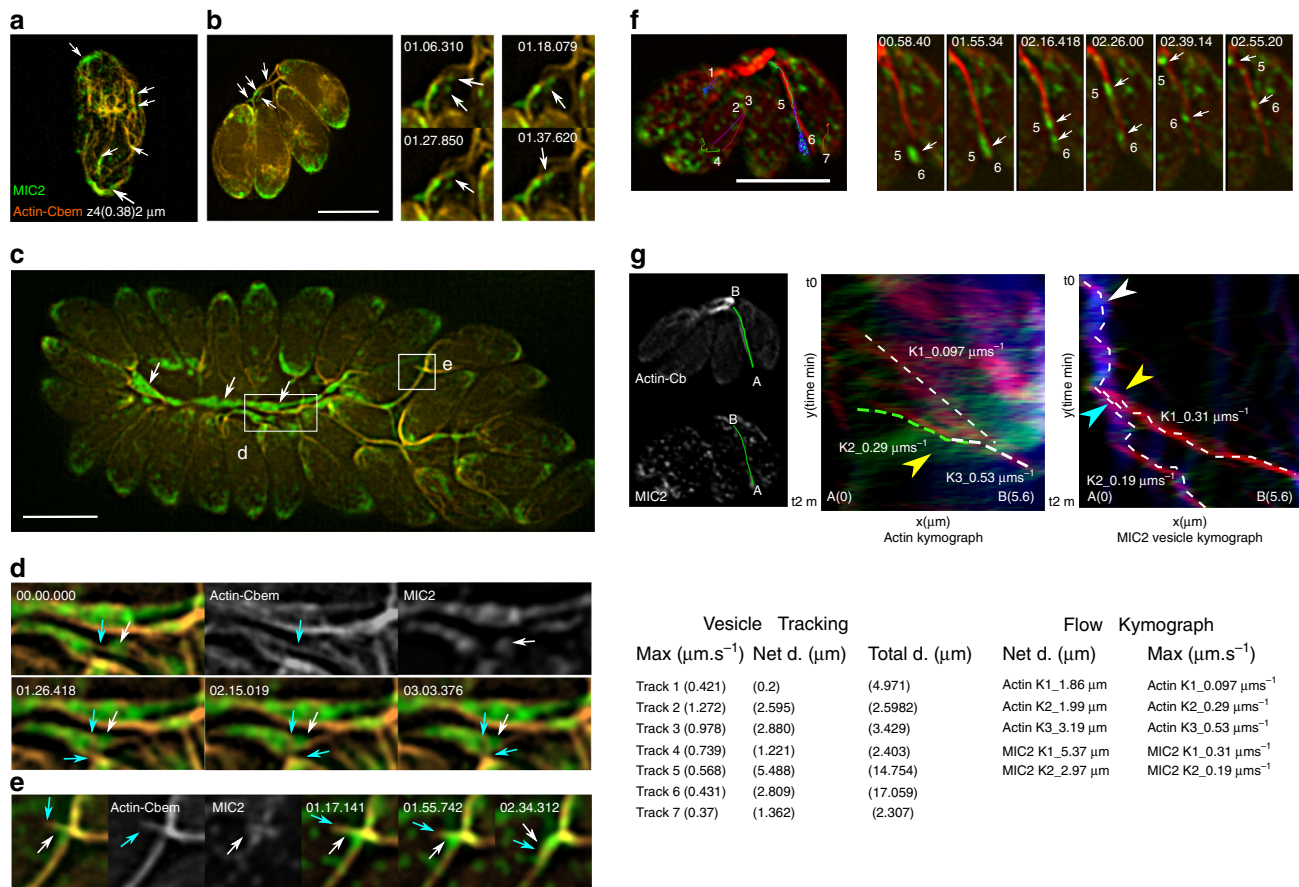 a
MIC2
Actin-Cbem z4(0.38)2 μm
b
01.06.310
01.18.079
01.27.850
01.37.620
c
e
d
d
00.00.000
Actin-Cbem
MIC2
01.26.418
02.15.019
03.03.376
e
Actin-Cbem
MIC2
01.17.141
01.55.742
02.34.312
f
1
2
3
4
5
6
7
00.58.40
01.55.34
02.16.418
02.26.00
02.39.14
02.55.20
5
6
5
6
5
6
5
6
5
6
5
6
g
B
Actin-Cb
A
B
MIC2
A
t0
y(time min)
t2 m
K1_0.097 μms⁻¹
K2_0.29 μms⁻¹
K3_0.53 μms⁻¹
A(0)
B(5.6)
x(μm)
Actin kymograph
t0
y(time min)
t2 m
K1_0.31 μms⁻¹
K2_0.19 μms⁻¹
A(0)
B(5.6)
x(μm)
MIC2 vesicle kymograph
Vesicle Tracking
Max (μm.s⁻¹) Net d. (μm) Total d. (μm)
Track 1 (0.421) (0.2) (4.971)
Track 2 (1.272) (2.595) (2.5982)
Track 3 (0.978) (2.880) (3.429)
Track 4 (0.739) (1.221) (2.403)
Track 5 (0.568) (5.488) (14.754)
Track 6 (0.431) (2.809) (17.059)
Track 7 (0.37) (1.362) (2.307)
Flow Kymograph
Net d. (μm) Max (μm.s⁻¹)
Actin K1_1.86 μm Actin K1_0.097 μms⁻¹
Actin K2_1.99 μm Actin K2_0.29 μms⁻¹
Actin K3_3.19 μm Actin K3_0.53 μms⁻¹
MIC2 K1_5.37 μm MIC2 K1_0.31 μms⁻¹
MIC2 K2_2.97 μm MIC2 K2_0.19 μms⁻¹